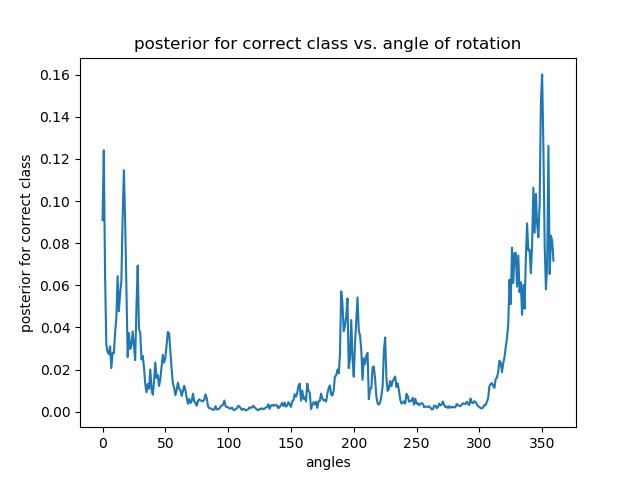 posterior for correct class vs. angle of rotation
0.16
0.14
0.12
0.10
0.08
0.06
0.04
0.02
0.00
posterior for correct class
0 50 100 150 200 250 300 350
angles